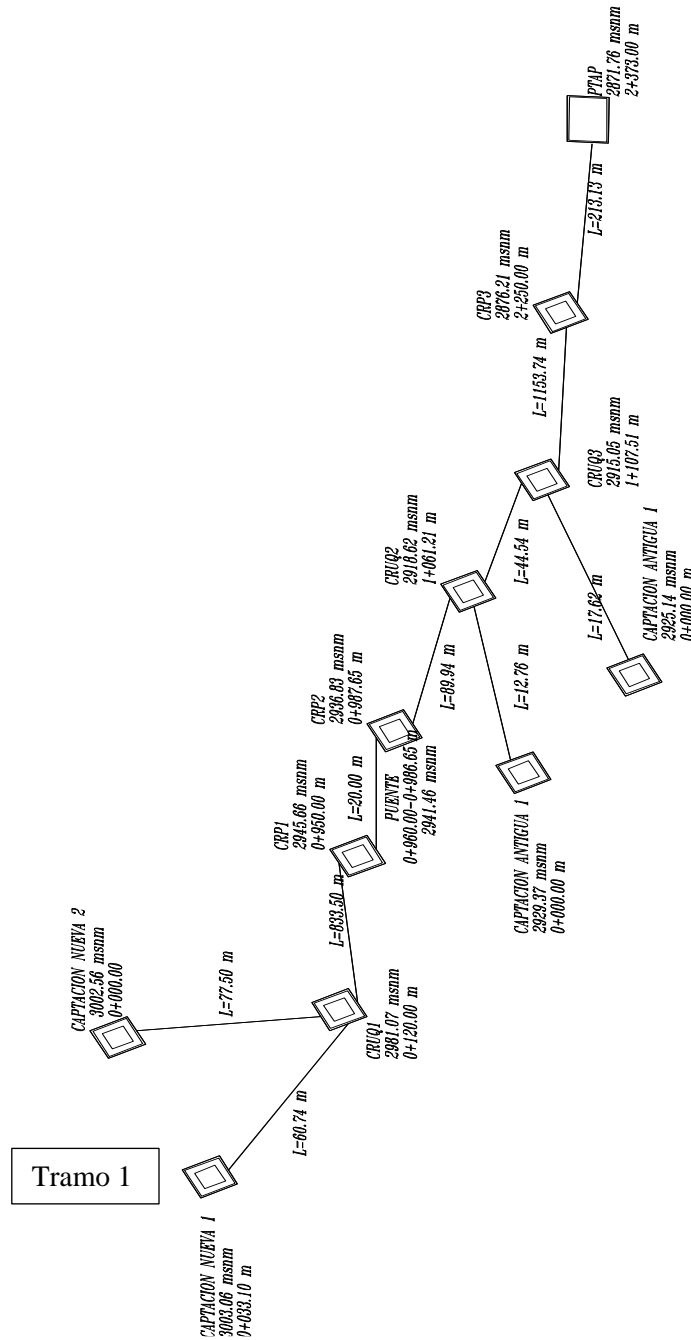 Tramo 1
CAPTACION NUEVA 1
3003.06 msnm
0+033.10 m
L=60.74 m
CAPTACION NUEVA 2
3002.56 msnm
0+000.00
L=77.50 m
CRUQ1
2981.07 msnm
0+120.00 m
L=833.50 m
CRP1
2945.66 msnm
0+950.00 m
L=20.00 m
PUENTE
0+960.00-0+986.65 m
2941.46 msnm
CRP2
2936.83 msnm
0+987.65 m
L=89.94 m
CAPTACION ANTIGUA 1
2929.37 msnm
0+000.00 m
L=12.76 m
CRUQ2
2918.62 msnm
1+061.21 m
L=44.54 m
CAPTACION ANTIGUA 1
2925.14 msnm
0+000.00 m
L=17.62 m
CRUQ3
2915.05 msnm
1+107.51 m
L=1153.74 m
CRP3
2876.21 msnm
2+250.00 m
L=213.13 m
PTAP
2871.76 msnm
2+373.00 m